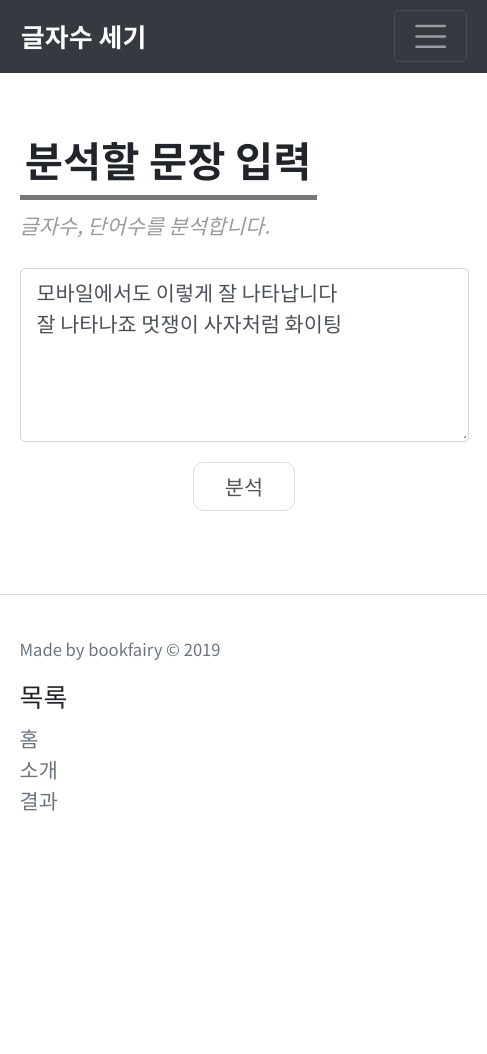 글자수 세기
분석할 문장 입력
글자수, 단어수를 분석합니다.
모바일에서도 이렇게 잘 나타납니다
잘 나타나죠 멋쟁이 사자처럼 화이팅
분석
Made by bookfairy © 2019
목록
홈
소개
결과